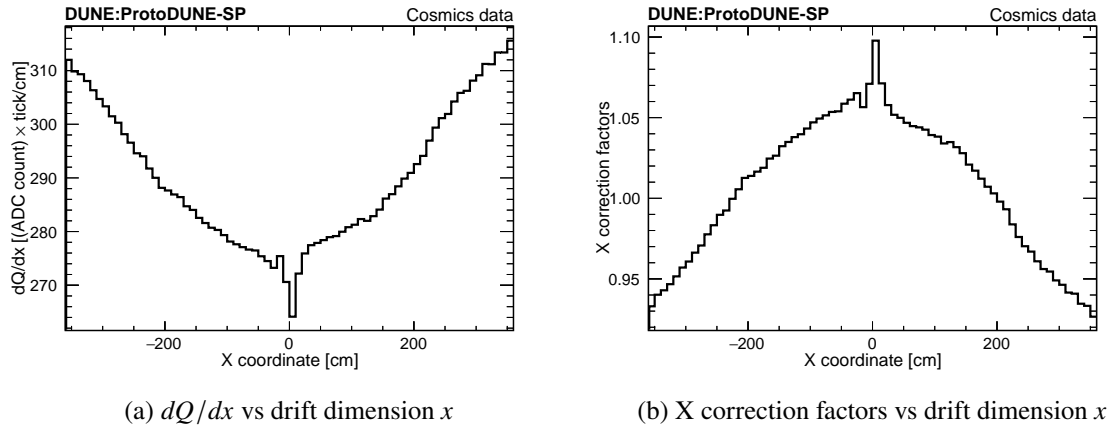 DUNE:ProtoDUNE-SP Cosmics data
dQ/dx [(ADC count) × tick/cm]
310
300
290
280
270
−200 0 200
X coordinate [cm]
(a) dQ/dx vs drift dimension x
DUNE:ProtoDUNE-SP Cosmics data
X correction factors
1.10
1.05
1.00
0.95
−200 0 200
X coordinate [cm]
(b) X correction factors vs drift dimension x